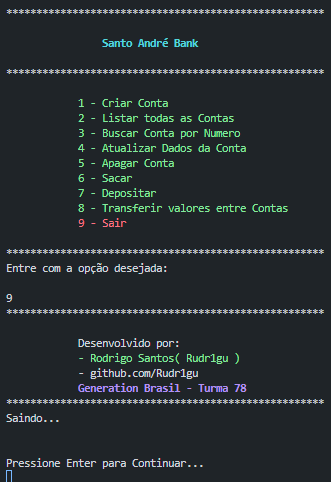 *****************************************************
Santo André Bank
*****************************************************
1 - Criar Conta
2 - Listar todas as Contas
3 - Buscar Conta por Numero
4 - Atualizar Dados da Conta
5 - Apagar Conta
6 - Sacar
7 - Depositar
8 - Transferir valores entre Contas
9 - Sair
*****************************************************
Entre com a opção desejada:
9
*****************************************************
Desenvolvido por:
- Rodrigo Santos( Rudr1gu )
- github.com/Rudr1gu
Generation Brasil - Turma 78
*****************************************************
Saindo...
Pressione Enter para Continuar...